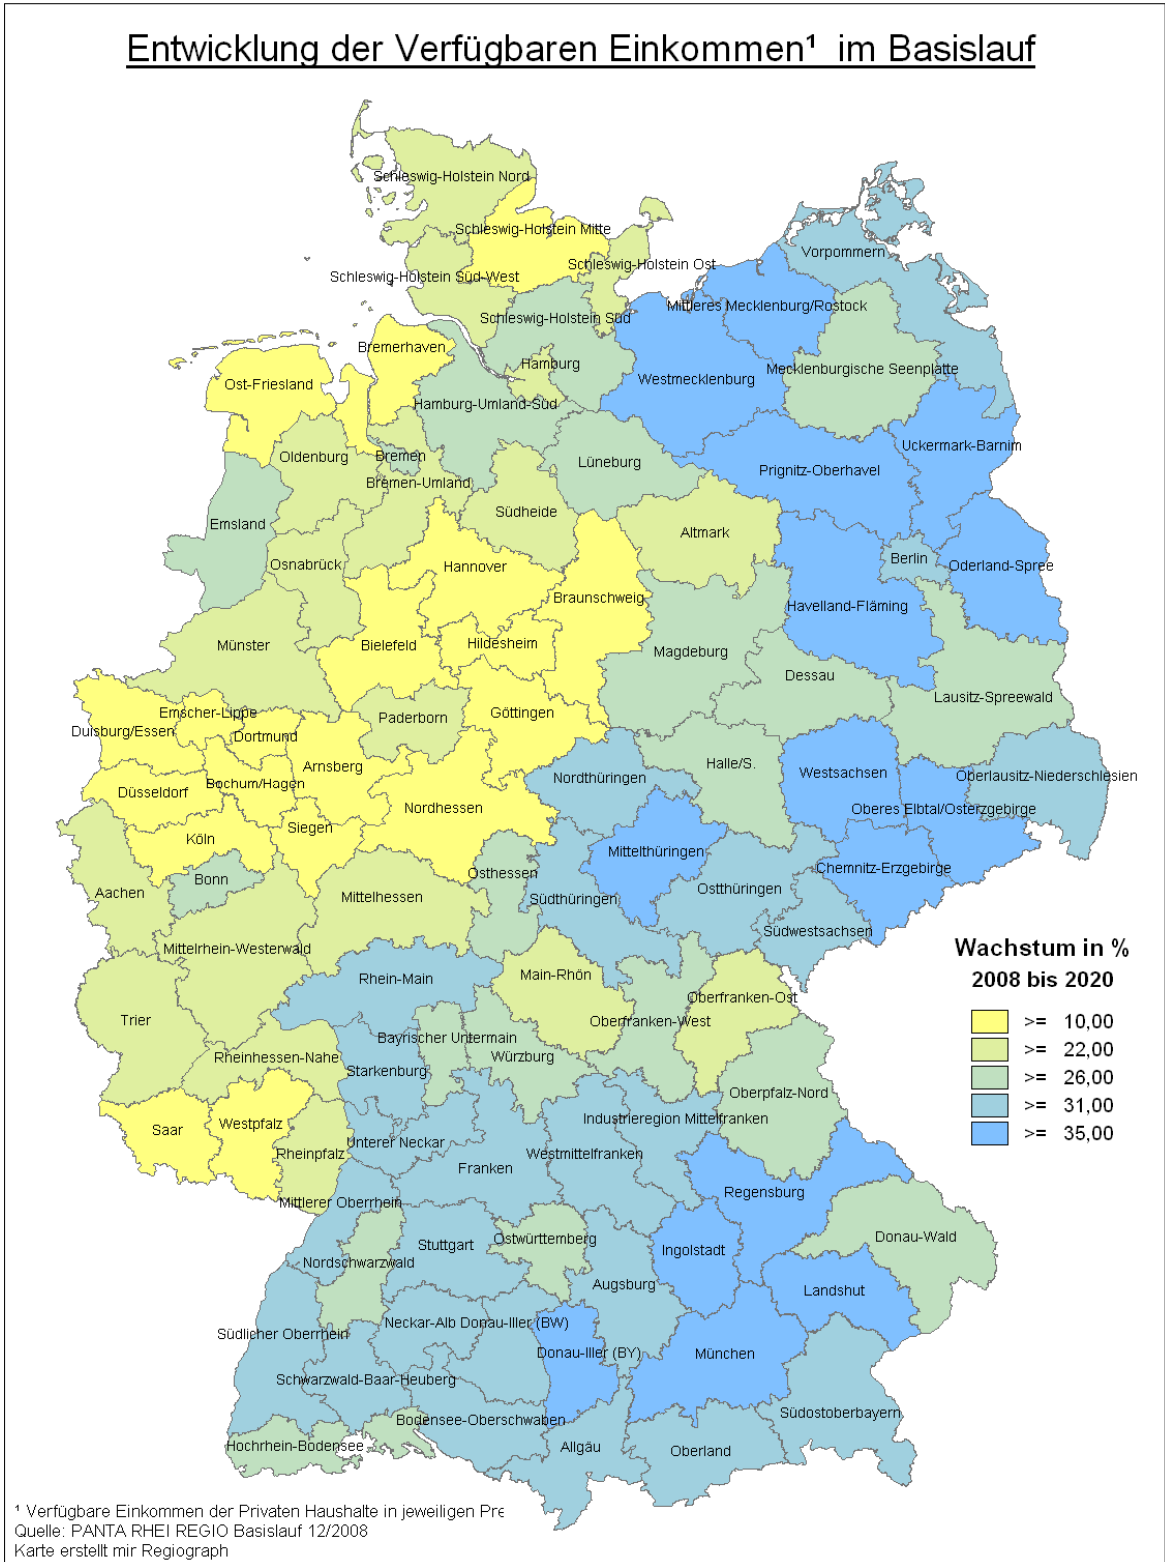 Entwicklung der Verfügbaren Einkommen¹ im Basislauf
Schleswig-Holstein Nord
Schleswig-Holstein Mitte
Schleswig-Holstein Ost
Schleswig-Holstein Süd-West
Vorpommern
Mittleres Mecklenburg/Rostock
Schleswig-Holstein Süd
Bremerhaven
Hamburg
Mecklenburgische Seenplatte
Westmecklenburg
Ost-Friesland
Hamburg-Umland-Süd
Uckermark-Barnim
Oldenburg
Bremen
Lüneburg
Prignitz-Oberhavel
Bremen-Umland
Südheide
Emsland
Altmark
Osnabrück
Hannover
Berlin
Oderland-Spree
Braunschweig
Havelland-Fläming
Münster
Bielefeld
Hildesheim
Magdeburg
Dessau
Lausitz-Spreewald
Emscher-Lippe
Paderborn
Göttingen
Duisburg/Essen
Dortmund
Arnsberg
Halle/S.
Nordthüringen
Westsachsen
Oberlausitz-Niederschlesien
Düsseldorf
Bochum/Hagen
Nordhessen
Oberes Elbtal/Osterzgebirge
Siegen
Köln
Mittelthüringen
Chemnitz-Erzgebirge
Bonn
Osthessen
Aachen
Mittelhessen
Südthüringen
Ostthüringen
Südwestsachsen
Mittelrhein-Westerwald
Rhein-Main
Main-Rhön
Oberfranken-Ost
Trier
Oberfranken-West
Bayrischer Untermain
Rheinhessen-Nahe
Würzburg
Starkenburg
Oberpfalz-Nord
Saar
Westpfalz
Industrieregion Mittelfranken
Unterer Neckar
Rheinpfalz
Franken
Westmittelfranken
Regensburg
Mittlerer Oberrhein
Stuttgart
Ostwürttemberg
Ingolstadt
Donau-Wald
Nordschwarzwald
Augsburg
Landshut
Südlicher Oberrhein
Neckar-Alb
Donau-Iller (BW)
Donau-Iller (BY)
München
Schwarzwald-Baar-Heuberg
Südostoberbayern
Bodensee-Oberschwaben
Hochrhein-Bodensee
Allgäu
Oberland
Wachstum in %
2008 bis 2020
>= 10,00
>= 22,00
>= 26,00
>= 31,00
>= 35,00
¹ Verfügbare Einkommen der Privaten Haushalte in jeweiligen Pre
Quelle: PANTA RHEI REGIO Basislauf 12/2008
Karte erstellt mir Regiograph